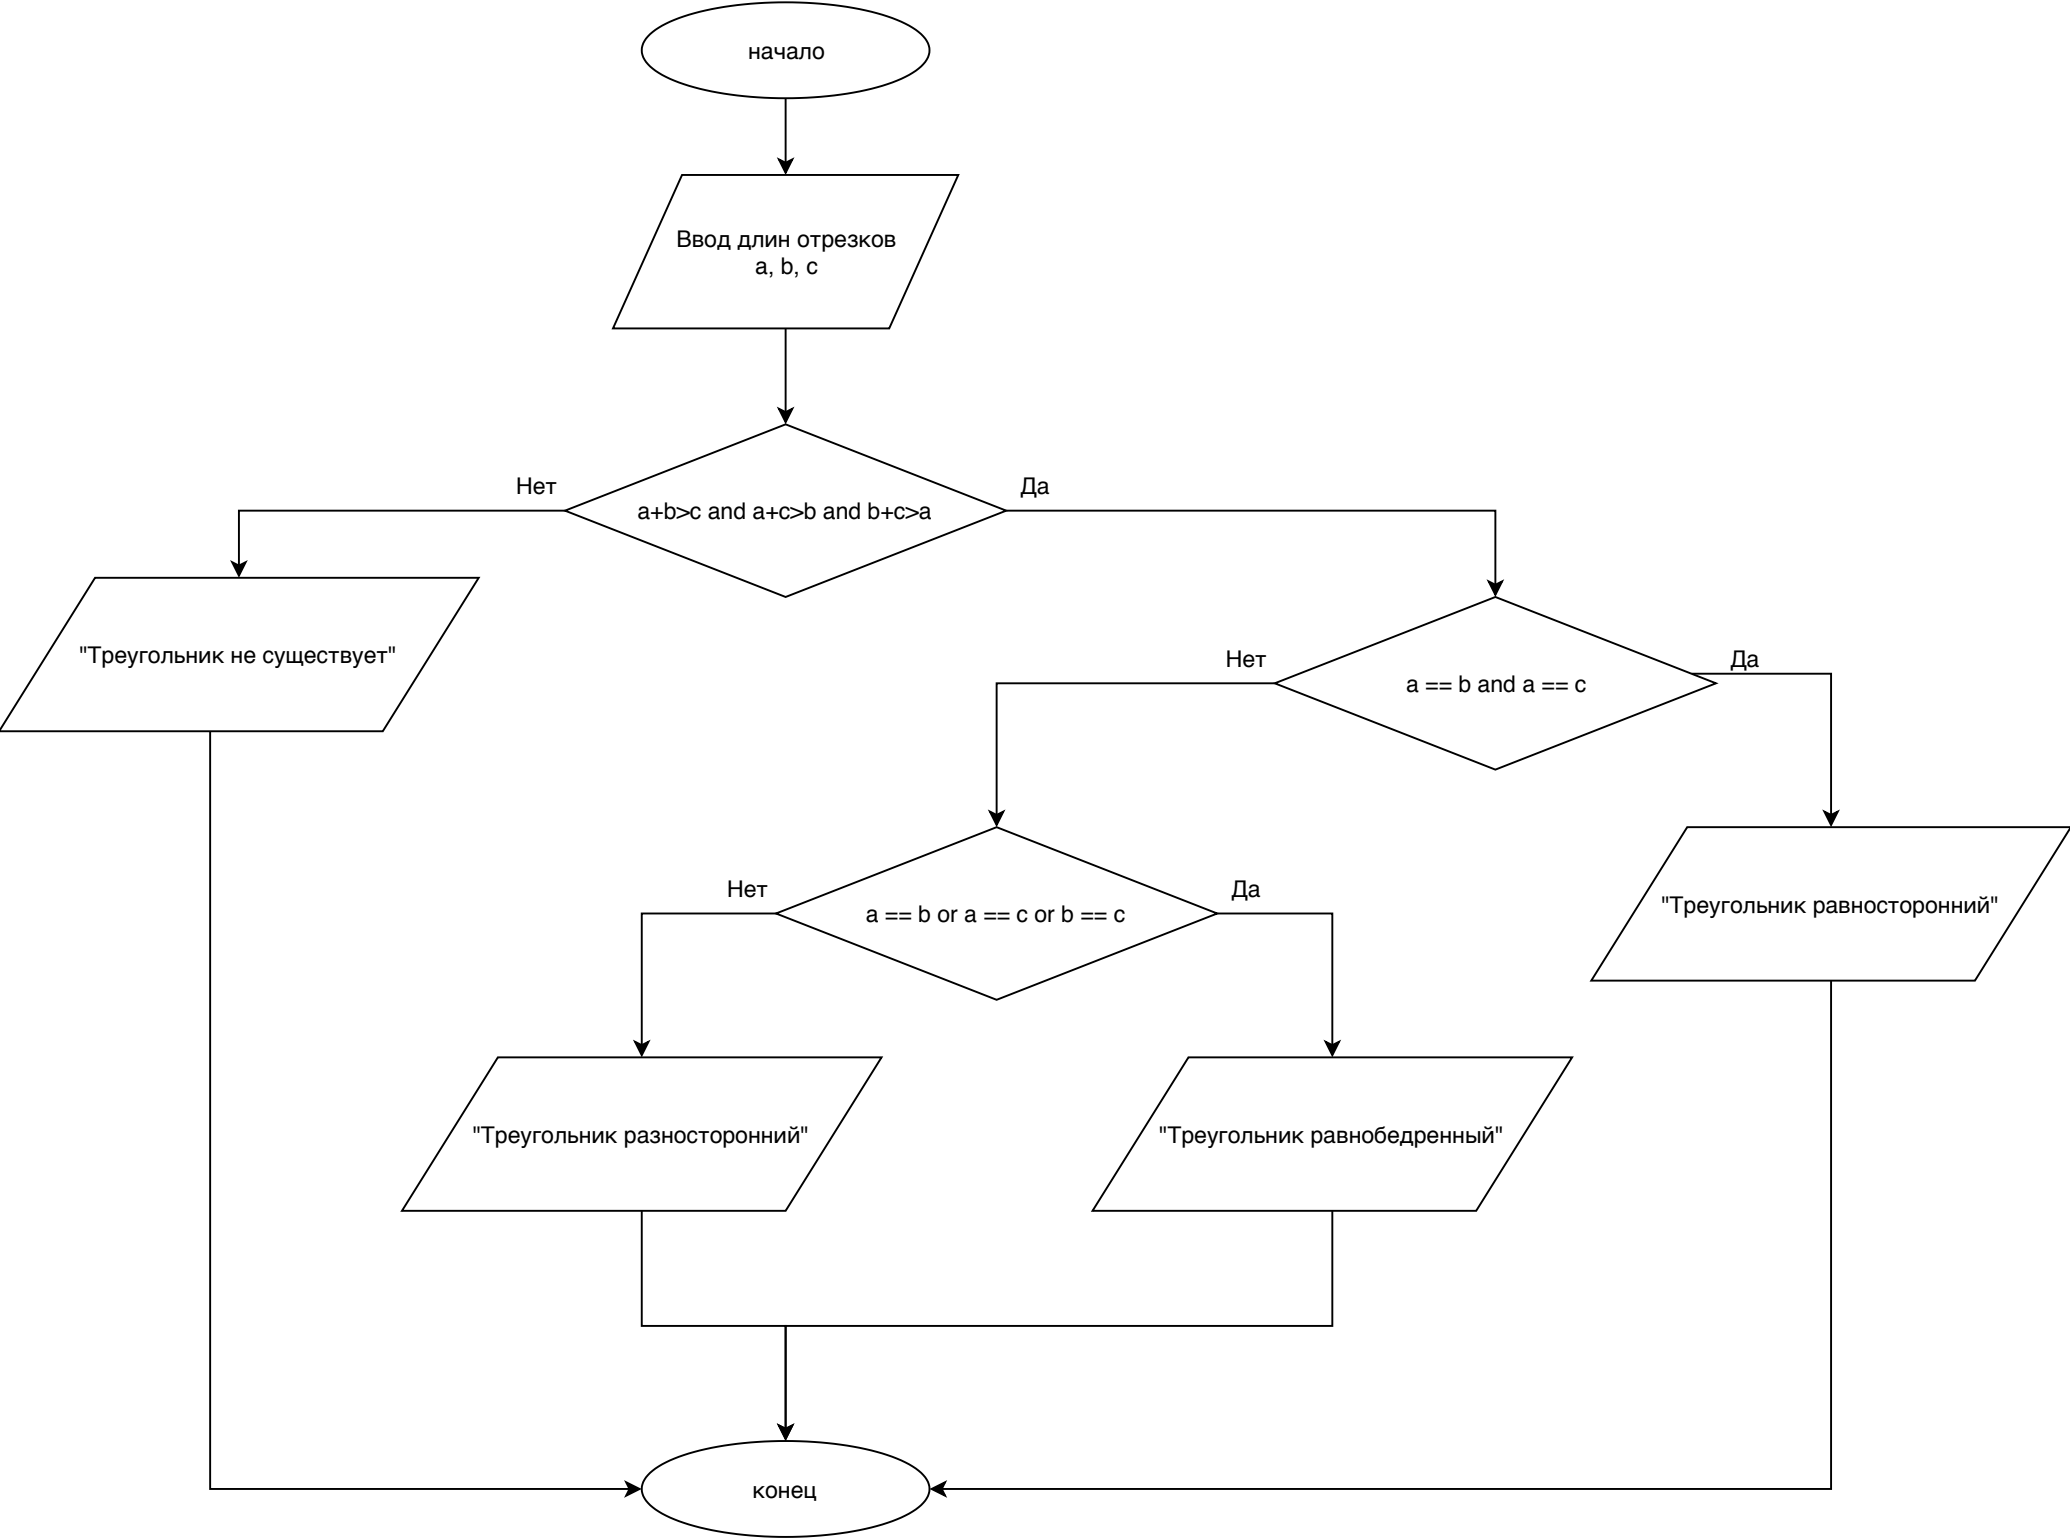 начало
Ввод длин отрезков
a, b, c
Нет
Да
a+b>c and a+c>b and b+c>a
"Треугольник не существует"
Нет
Да
a == b and a == c
Нет
Да
a == b or a == c or b == c
"Треугольник равносторонний"
"Треугольник разносторонний"
"Треугольник равнобедренный"
конец